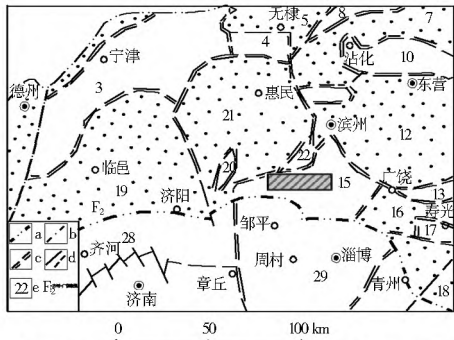 无棣
5
8
7
4
沾化
10
宁津
3
德州
惠民
东营
21
滨州
12
临邑
22
20
15
广饶
13
19
济阳
F₂
16
寿光
17
邹平
28
齐河
a
b
c
d
周村
淄博
29
22 e F₂
章丘
青州
18
济南
0 50 100 km